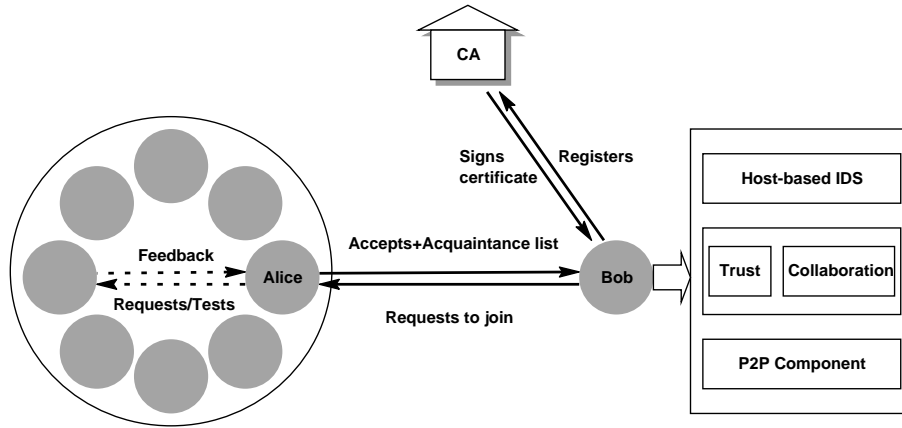 CA
Signs
certificate
Registers
Host-based IDS
Feedback
Alice
Accepts+Acquaintance list
Bob
Trust
Collaboration
Requests/Tests
Requests to join
P2P Component